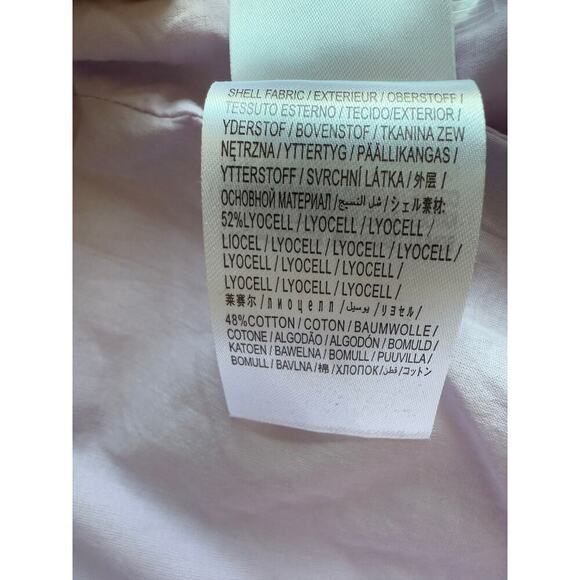 SHELL FABRIC / EXTERIEUR / OBERSTOFF /
TESSUTO ESTERNO / TECIDO/EXTERIOR /
YDERSTOF / BOVENSTOF / TKANINA ZEW
NĘTRZNA / YTTERTYG / PÄÄLLIKANGAS /
YTTERSTOFF / SVRCHNÍ LÁTKA / 外层 /
ОСНОВНОЙ МАТЕРИАЛ / شل النسيج / シェル素材:
52%LYOCELL / LYOCELL / LYOCELL /
LIOCEL / LYOCELL / LYOCELL / LYOCELL /
LYOCELL / LYOCELL / LYOCELL /
LYOCELL / LYOCELL / LYOCELL /
莱赛尔 / лиоцелл / يوسيل / リヨセル /
48%COTTON / COTON / BAUMWOLLE /
COTONE / ALGODÃO / ALGODÓN / BOMULD /
KATOEN / BAWEŁNA / BOMULL / PUUVILLA /
BOMULL / BAVLNA / 棉 / ХЛОПОК / قطن / コットン